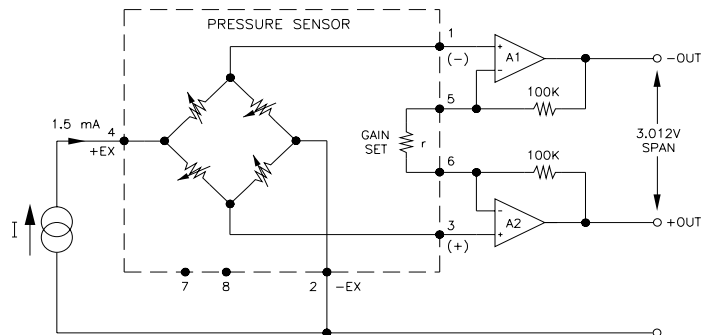 PRESSURE SENSOR
1
(−)
+
−
A1
−OUT
100K
5
1.5 mA
4
+EX
GAIN
SET
r
3.012V
SPAN
6
100K
I
−
+
A2
+OUT
3
(+)
7
8
2
−EX